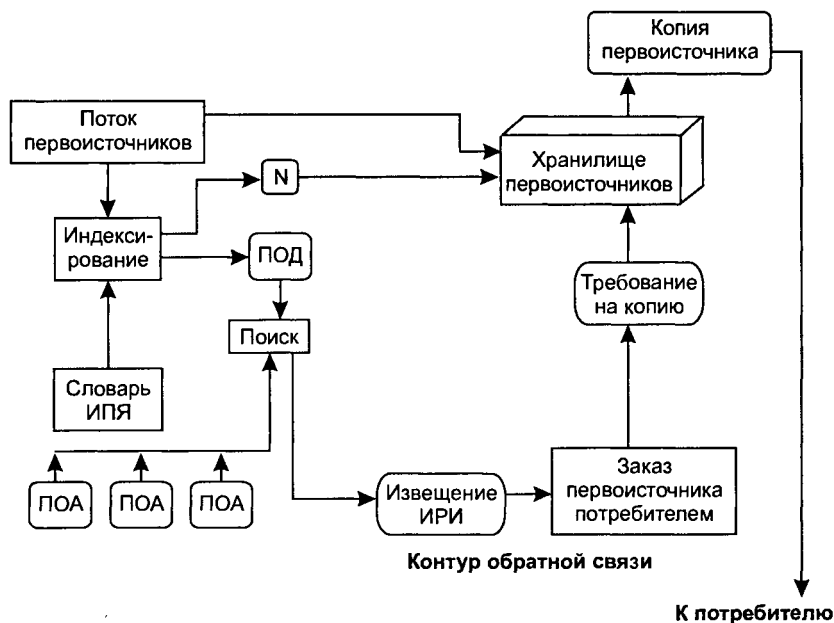 Копия
первоисточника
Поток
первоисточников
Хранилище
первоисточников
N
Индекси-
рование
ПОД
Требование
на копию
Поиск
Словарь
ИПЯ
ПОА
ПОА
ПОА
Извещение
ИРИ
Заказ
первоисточника
потребителем
Контур обратной связи
К потребителю